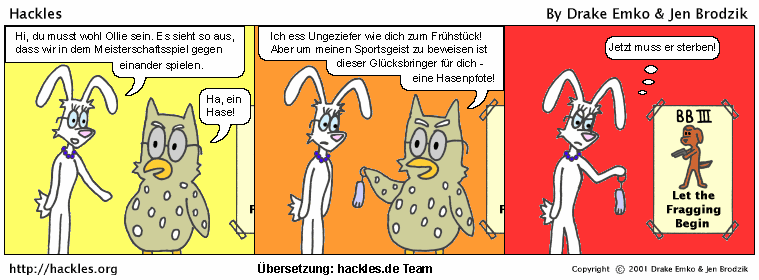 Hackles
By Drake Emko & Jen Brodzik
Hi, du musst wohl Ollie sein. Es sieht so aus,
dass wir in dem Meisterschaftsspiel gegen
einander spielen.
Ha, ein
Hase!
F
Ich ess Ungeziefer wie dich zum Frühstück!
Aber um meinen Sportsgeist zu beweisen ist
dieser Glücksbringer für dich -
eine Hasenpfote!
F
Jetzt muss er sterben!
BB III
Let the
Fragging
Begin
http://hackles.org
Übersetzung: hackles.de Team
Copyright © 2001 Drake Emko & Jen Brodzik